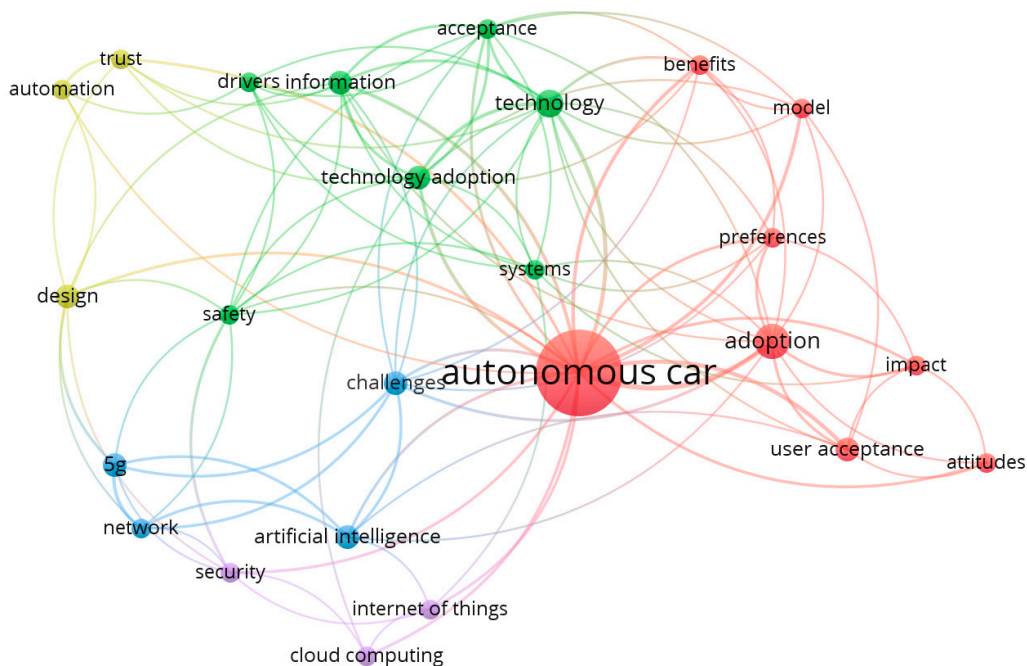 acceptance
trust
benefits
automation
drivers
information
technology
model
technology adoption
preferences
systems
design
safety
adoption
autonomous car
impact
challenges
user acceptance
5g
attitudes
network
artificial intelligence
security
internet of things
cloud computing